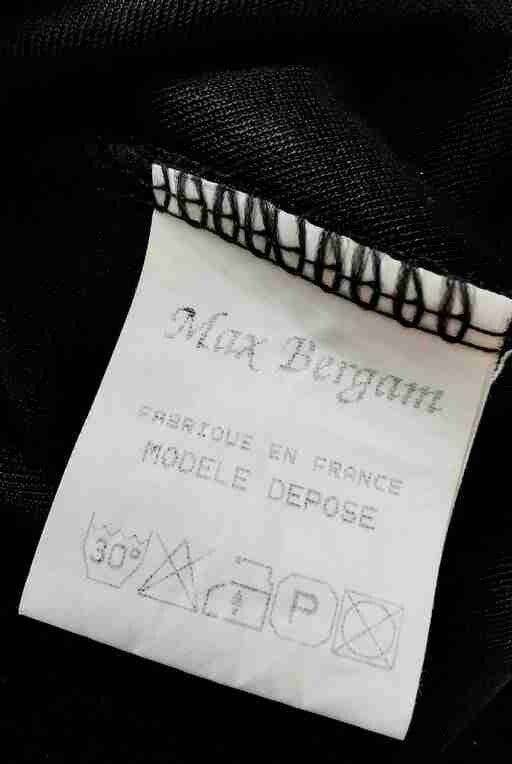 Max Bergam
FABRIQUE EN FRANCE
MODELE DEPOSE
30° P